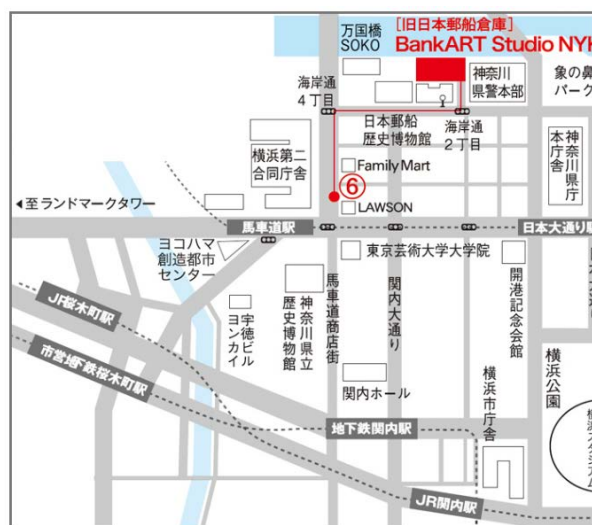 万国橋
SOKO
[旧日本郵船倉庫]
BankART Studio NYK
神奈川
県警本部
象の鼻
パーク
海岸通
4丁目
日本郵船
歴史博物館
海岸通
2丁目
横浜第二
合同庁舎
Family Mart
神奈川県庁
本庁舎
⑥
LAWSON
◀至ランドマークタワー
馬車道駅
日本大通り駅
ヨコハマ
創造都市
センター
東京芸術大学大学院
馬車道商店街
関内大通り
開港記念会館
神奈川県立
歴史博物館
宇徳ビル
ヨンカイ
JR桜木町駅
市営地下鉄桜木町駅
関内ホール
横浜市庁舎
横浜公園
地下鉄関内駅
横浜スタジアム
JR関内駅